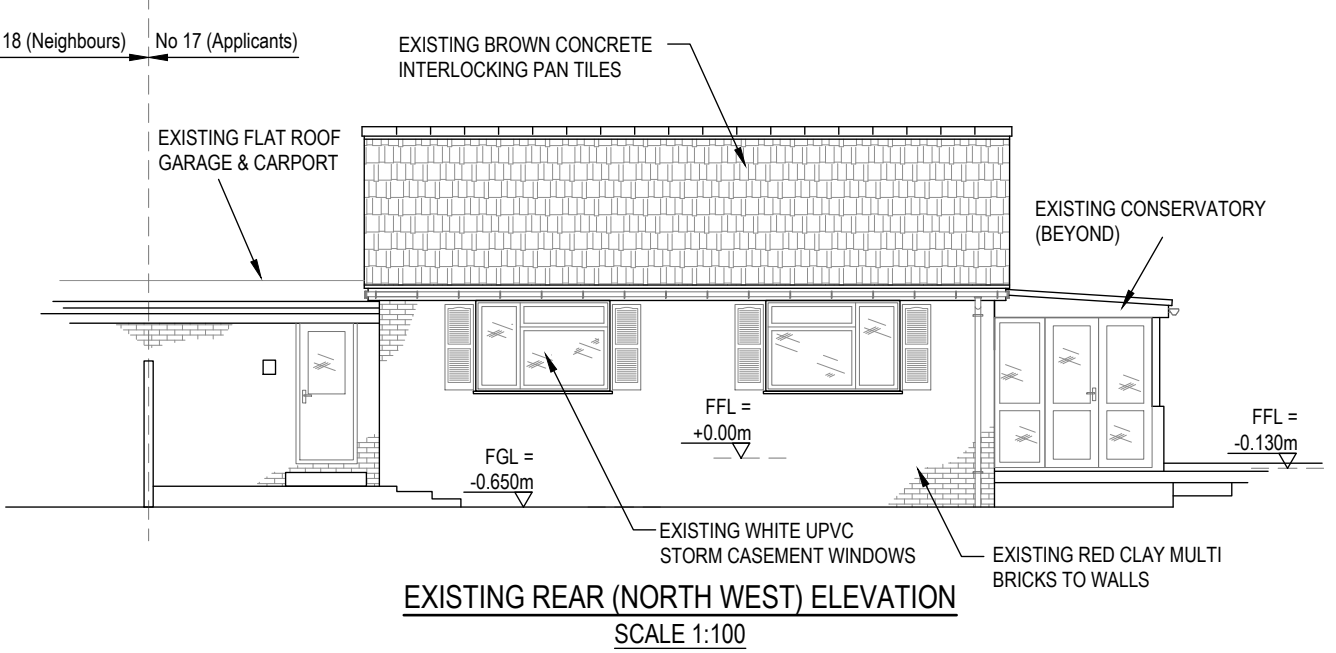 18 (Neighbours)
No 17 (Applicants)
EXISTING BROWN CONCRETE
INTERLOCKING PAN TILES
EXISTING FLAT ROOF
GARAGE & CARPORT
EXISTING CONSERVATORY
(BEYOND)
FFL =
+0.00m
FFL =
-0.130m
FGL =
-0.650m
EXISTING WHITE UPVC
STORM CASEMENT WINDOWS
EXISTING RED CLAY MULTI
BRICKS TO WALLS
EXISTING REAR (NORTH WEST) ELEVATION
SCALE 1:100